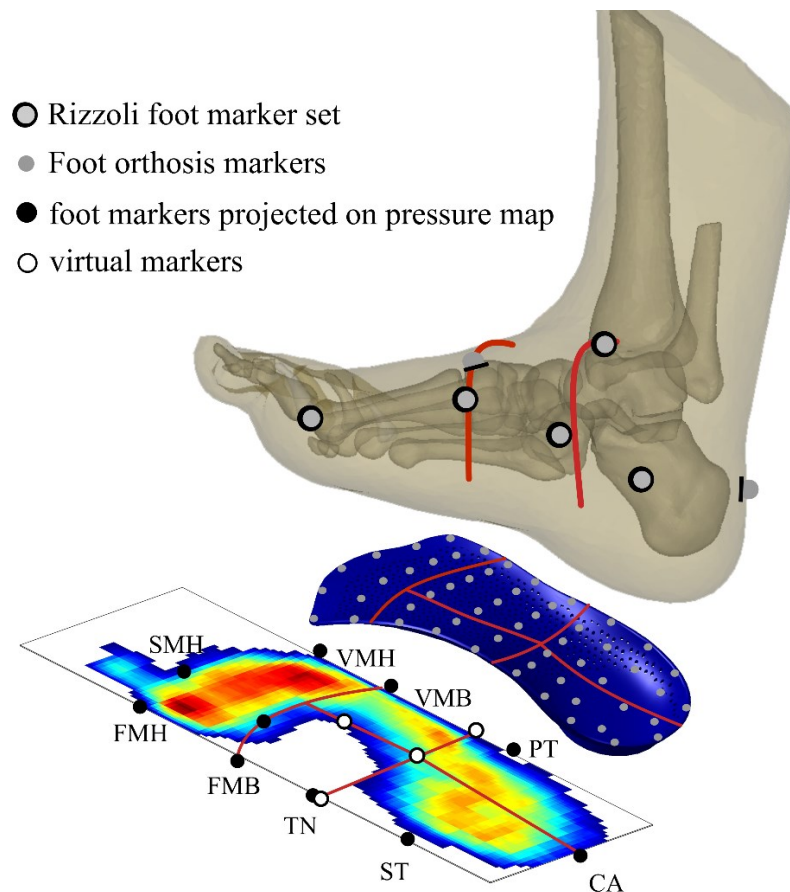 Rizzoli foot marker set
Foot orthosis markers
foot markers projected on pressure map
virtual markers
SMH
VMH
VMB
FMH
PT
FMB
TN
ST
CA